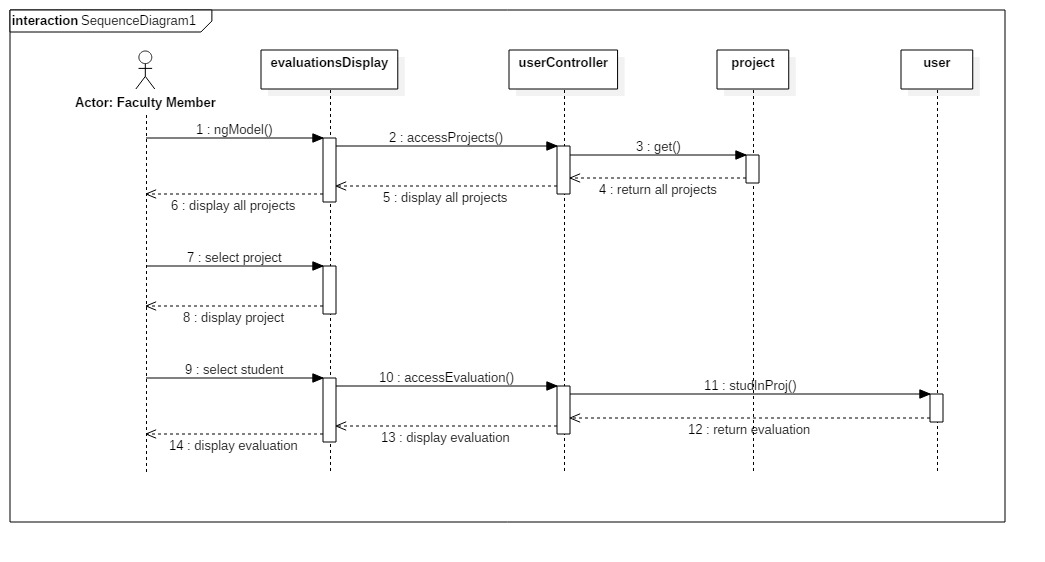 interaction SequenceDiagram1
evaluationsDisplay
userController
project
user
Actor: Faculty Member
1 : ngModel()
2 : accessProjects()
3 : get()
4 : return all projects
5 : display all projects
6 : display all projects
7 : select project
8 : display project
9 : select student
10 : accessEvaluation()
11 : studInProj()
12 : return evaluation
13 : display evaluation
14 : display evaluation